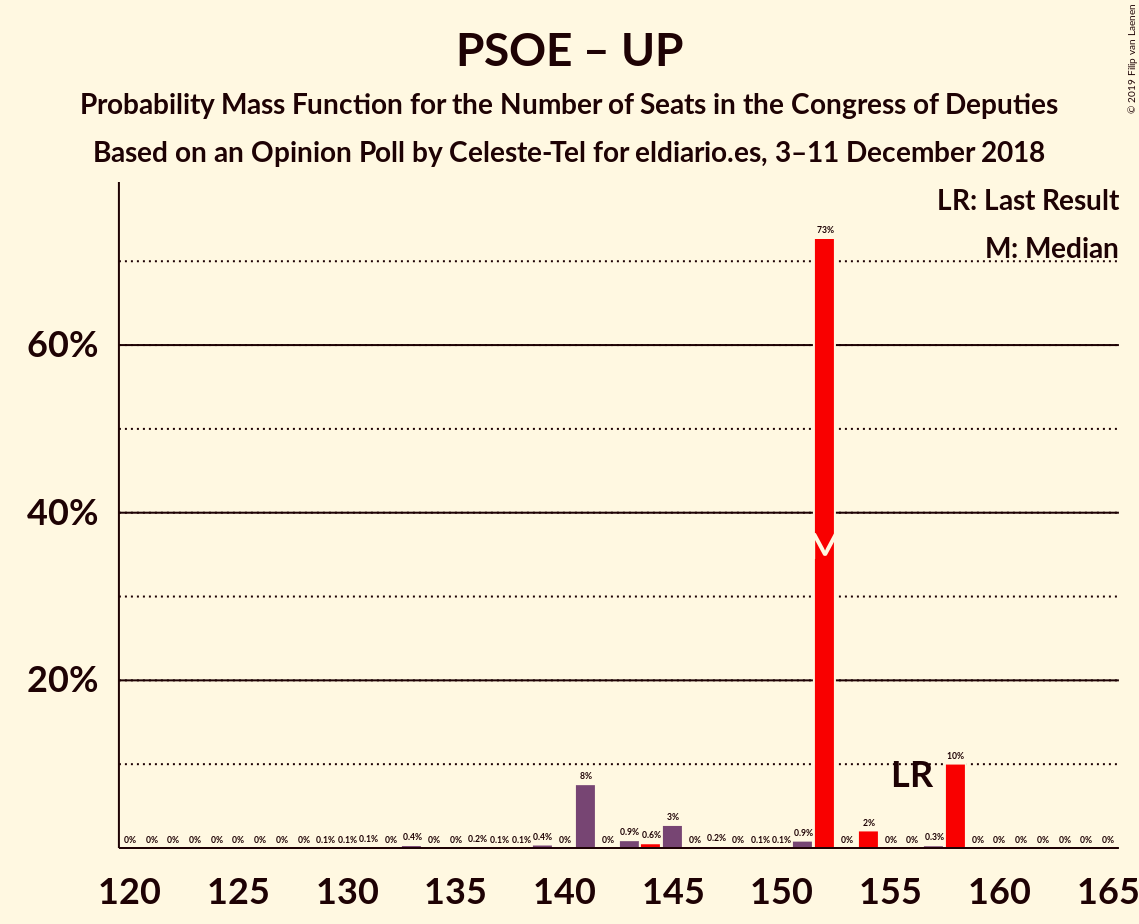 PSOE – UP
Probability Mass Function for the Number of Seats in the Congress of Deputies
Based on an Opinion Poll by Celeste-Tel for eldiario.es, 3–11 December 2018
© 2019 Filip van Laenen
LR: Last Result
M: Median
60%
40%
20%
73%
LR
10%
8%
3%
2%
0% 0% 0% 0% 0% 0% 0% 0% 0% 0.1% 0.1% 0.1% 0% 0.4% 0% 0% 0.2% 0.1% 0.1% 0.4% 0% 0% 0.9% 0.6% 0% 0.2% 0% 0.1% 0.1% 0.9% 0% 0% 0% 0.3% 0% 0% 0% 0% 0% 0% 0%
120 125 130 135 140 145 150 155 160 165